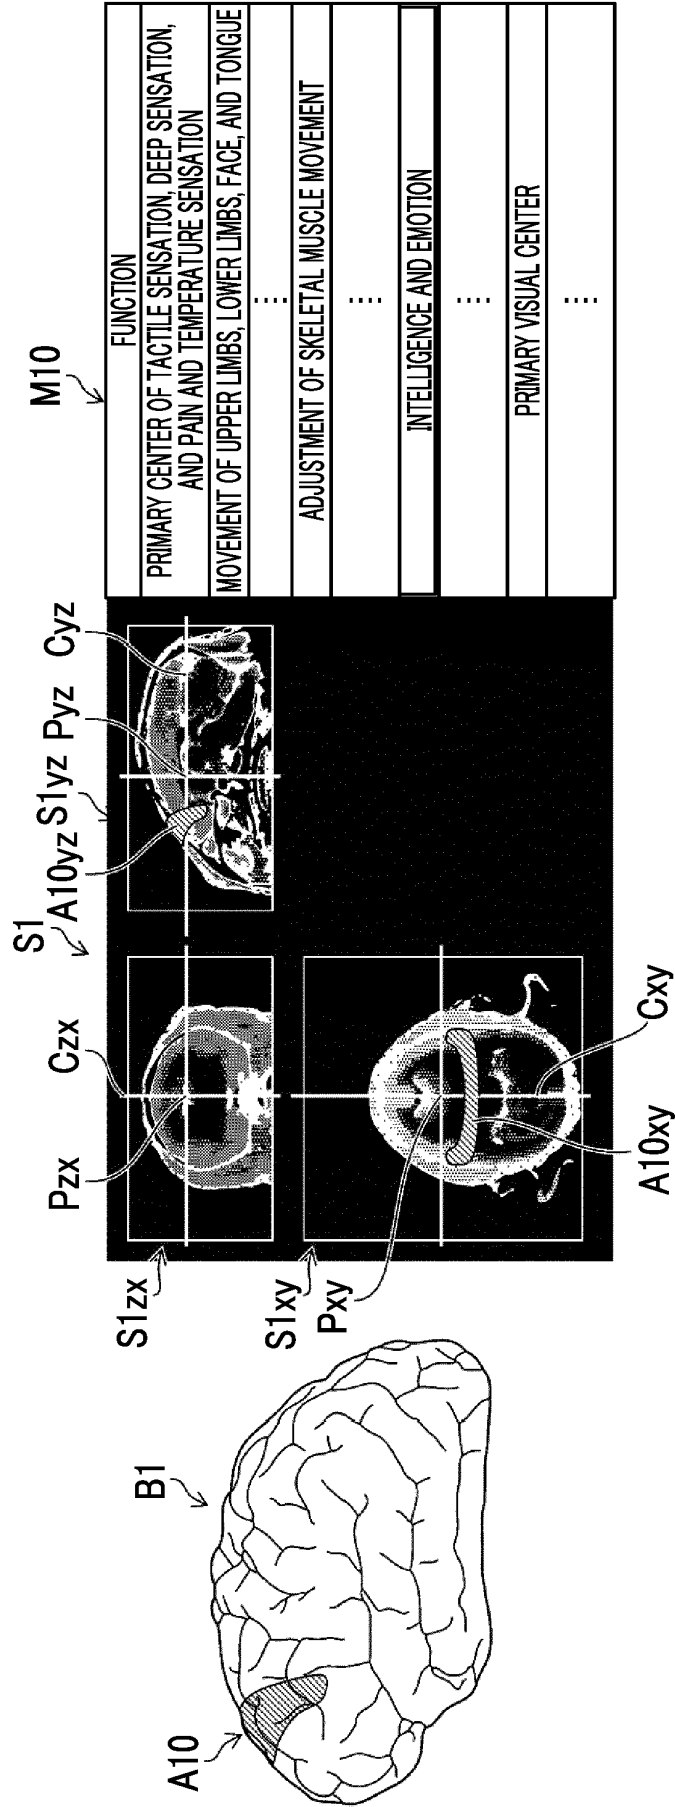 B1
A10
S1
Pzx
Czx
S1zx
A10yz
S1yz
Pyz
Cyz
S1xy
Pxy
A10xy
Cxy
M10
FUNCTION
PRIMARY CENTER OF TACTILE SENSATION, DEEP SENSATION,
AND PAIN AND TEMPERATURE SENSATION
MOVEMENT OF UPPER LIMBS, LOWER LIMBS, FACE, AND TONGUE
....
ADJUSTMENT OF SKELETAL MUSCLE MOVEMENT
....
INTELLIGENCE AND EMOTION
....
PRIMARY VISUAL CENTER
....